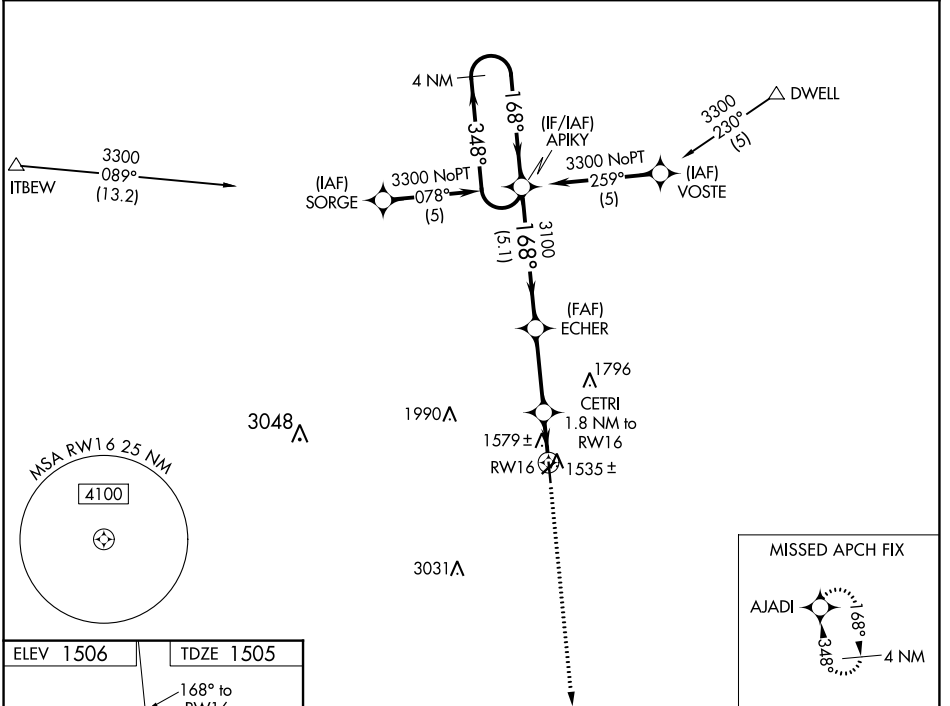 4 NM
168°
348°
(IF/IAF)
APIKY
DWELL
3300
230°
(5)
ITBEW
3300
089°
(13.2)
(IAF)
SORGE
3300 NoPT
078°
(5)
3300 NoPT
259°
(5)
(IAF)
VOSTE
3100
168°
(5.1)
(FAF)
ECHER
1796
CETRI
1.8 NM to
RW16
3048
1990
1579 ±
RW16
1535 ±
MSA RW16 25 NM
4100
3031
MISSED APCH FIX
AJADI
168°
348°
4 NM
ELEV 1506
TDZE 1505
168° to
RW16